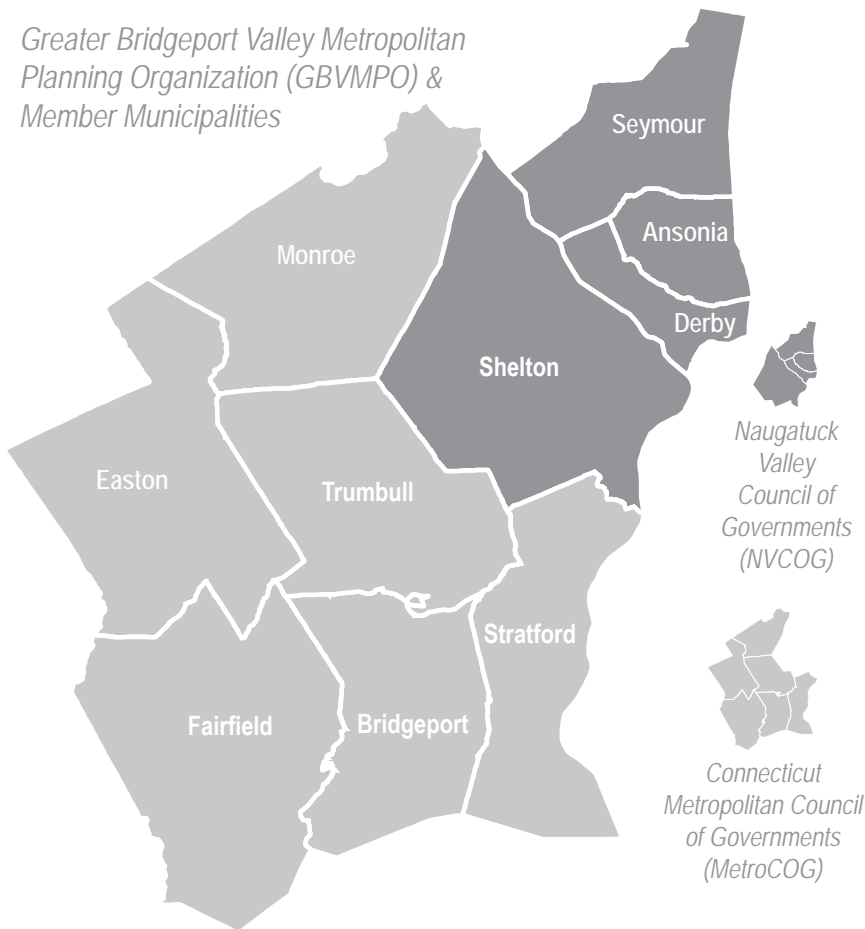 Greater Bridgeport Valley Metropolitan
Planning Organization (GBVMPO) &
Member Municipalities
Seymour
Ansonia
Monroe
Derby
Shelton
Naugatuck
Valley
Council of
Governments
(NVCOG)
Easton
Trumbull
Stratford
Fairfield
Bridgeport
Connecticut
Metropolitan Council
of Governments
(MetroCOG)